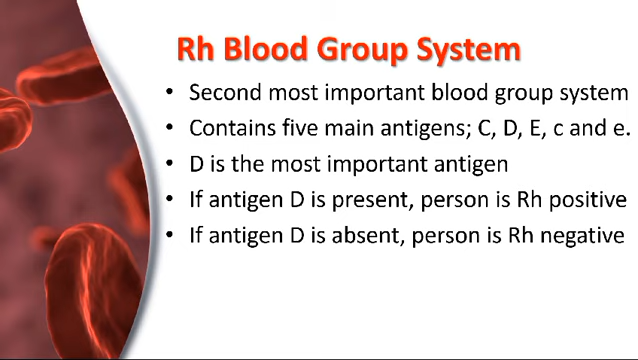 Rh Blood Group System
• Second most important blood group system
• Contains five main antigens; C, D, E, c and e.
• D is the most important antigen
• If antigen D is present, person is Rh positive
• If antigen D is absent, person is Rh negative